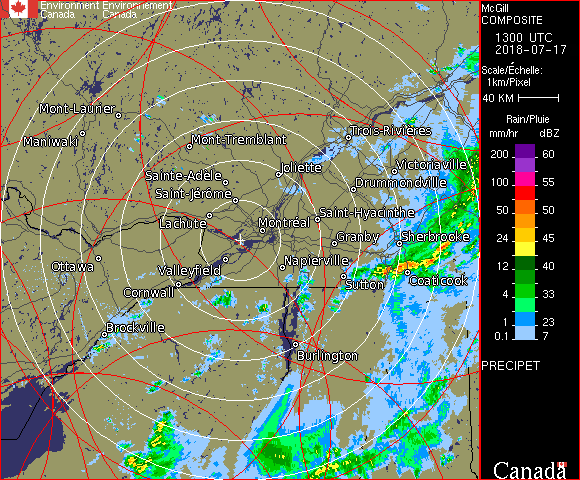 Environment Environnement
Canada Canada
McGill
COMPOSITE
1300 UTC
2018-07-17
Scale/Échelle:
1km/Pixel
40 KM
Rain/Pluie
mm/hr dBZ
200 60
100 55
50 50
24 45
12 40
4 33
1 23
0.1 7
PRECIPET
Canada
Mont-Laurier
Maniwaki
Mont-Tremblant
Trois-Rivières
Sainte-Adèle
Joliette
Victoriaville
Saint-Jérôme
Drummondville
Lachute
Montréal
Saint-Hyacinthe
Granby
Sherbrooke
Ottawa
Valleyfield
Napierville
Cornwall
Sutton
Coaticook
Brockville
Burlington